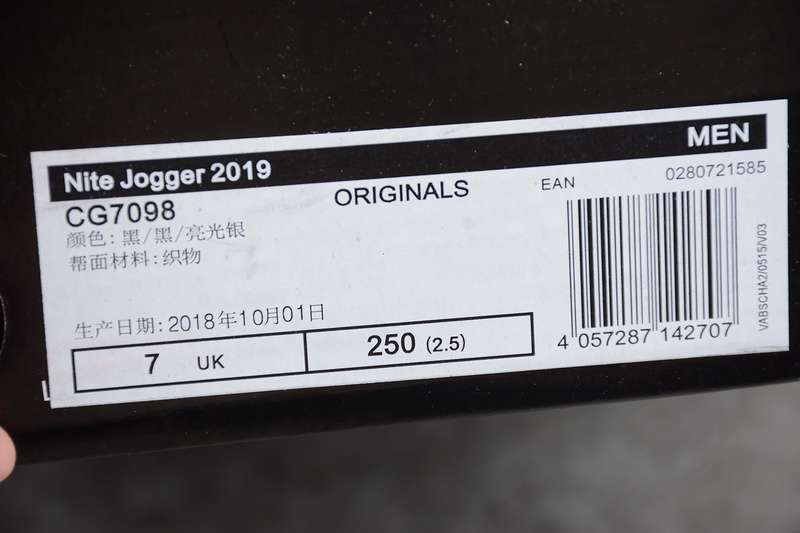 Nite Jogger 2019 MEN
CG7098 ORIGINALS EAN 0280721585
颜色: 黑/黑/亮光银
帮面材料: 织物
生产日期: 2018年10月01日
7 UK 250 (2.5)
4 057287 142707
VABSCHA2/0515/V03